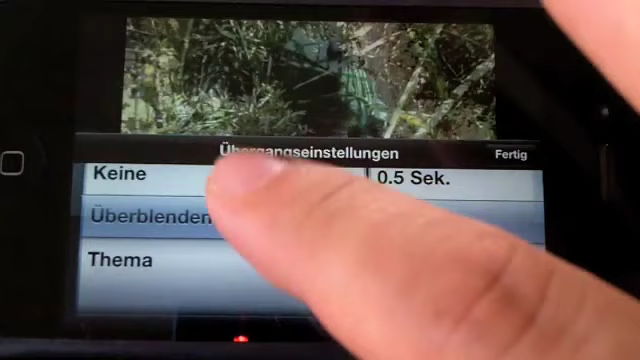 Übergangseinstellungen
Fertig
Keine
0.5 Sek.
Überblenden
Thema